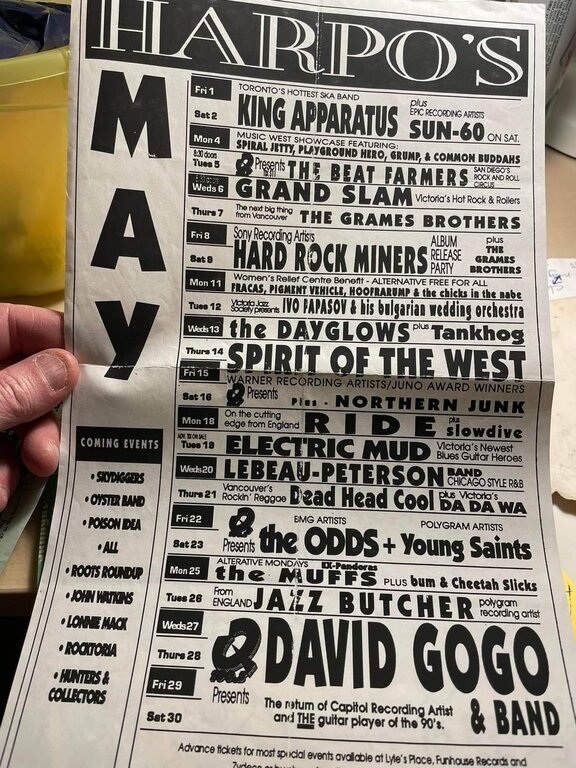 HARPO'S
MAY
Fri 1
Sat 2
TORONTO'S HOTTEST SKA BAND
KING APPARATUS
plus
EPIC RECORDING ARTISTS
SUN-60 ON SAT.
Mon 4
MUSIC WEST SHOWCASE FEATURING:
SPIRAL JETTY, PLAYGROUND HERO, GRUMP, & COMMON BUDDAHS
8:30 doors
Tues 5
Q Presents THE BEAT FARMERS
SAN DIEGO'S
ROCK AND ROLL
CIRCUS
Weds 6
GRAND SLAM Victoria's Hot Rock & Rollers
Thurs 7
The next big thing
from Vancouver
THE GRAMES BROTHERS
Fri 8
Sat 9
Sony Recording Artists
HARD ROCK MINERS
ALBUM
RELEASE
PARTY
plus
THE
GRAMES
BROTHERS
Mon 11
Women's Relief Centre Benefit - ALTERNATIVE FREE FOR ALL
FRACAS, PIGMENT VEHICLE, HOOFRARUMP & the chicks in the nabe
Tues 12
Victoria Jazz
Society presents
IVO PAPASOV & his bulgarian wedding orchestra
Weds 13
the DAYGLOWS plus Tankhog
Thurs 14
SPIRIT OF THE WEST
Fri 15
WARNER RECORDING ARTISTS/JUNO AWARD WINNERS
Sat 16
Q Presents
Plus - NORTHERN JUNK
Mon 18
On the cutting
edge from England
RIDE plus slowdive
ADV. TIX ON SALE
Tues 19
ELECTRIC MUD
Victoria's Newest
Blues Guitar Heroes
Weds 20
LEBEAU-PETERSON BAND
CHICAGO STYLE R&B
Thurs 21
Vancouver's
Rockin' Reggae
Dead Head Cool plus Victoria's
DA DA WA
Fri 22
Sat 23
Q
Presents
EMG ARTISTS
POLYGRAM ARTISTS
the ODDS + Young Saints
Mon 25
ALTERNATIVE MONDAYS
EX-Pandoras
the MUFFS PLUS bum & Cheetah Slicks
Tues 26
From
ENGLAND
JAZZ BUTCHER
polygram
recording artist
Weds 27
Thurs 28
Fri 29
Sat 30
Q
Presents
DAVID GOGO
& BAND
The return of Capitol Recording Artist
and THE guitar player of the 90's.
COMING EVENTS
• SKYDIGGERS
• OYSTER BAND
• POISON IDEA
• ALL
• ROOTS ROUNDUP
• JOHN WATKINS
• LONNIE MACK
• ROCKTORIA
• HUNTERS &
COLLECTORS
Advance tickets for most special events available at Lyle's Place, Funhouse Records and